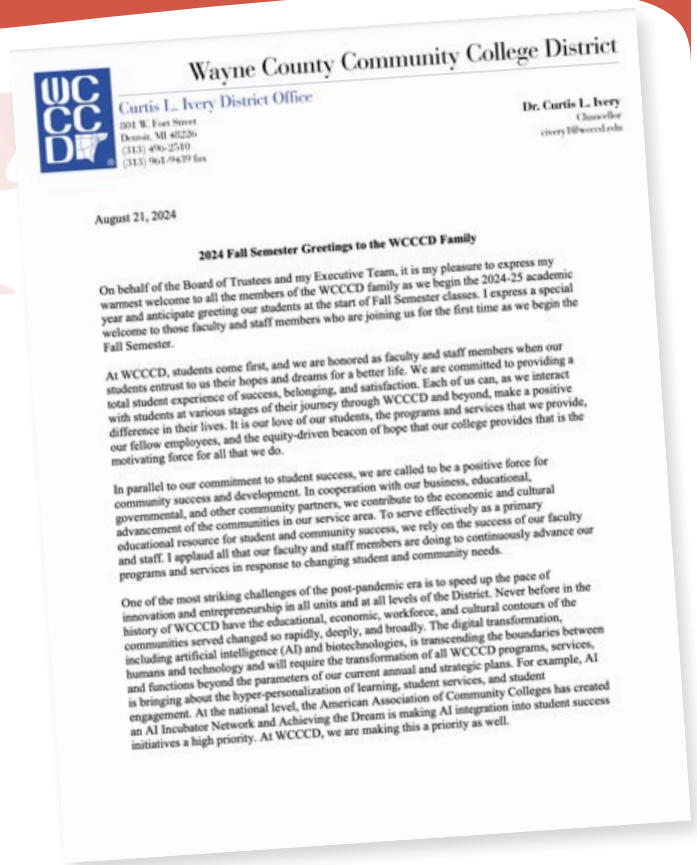 Wayne County Community College District
WC
CC
D
®
Curtis L. Ivery District Office
801 W. Fort Street
Detroit, MI 48226
(313) 496-2510
(313) 961-9439 fax
Dr. Curtis L. Ivery
Chancellor
civery1@wcccd.edu
August 21, 2024
2024 Fall Semester Greetings to the WCCCD Family
On behalf of the Board of Trustees and my Executive Team, it is my pleasure to express my
warmest welcome to all the members of the WCCCD family as we begin the 2024-25 academic
year and anticipate greeting our students at the start of Fall Semester classes. I express a special
welcome to those faculty and staff members who are joining us for the first time as we begin the
Fall Semester.
At WCCCD, students come first, and we are honored as faculty and staff members when our
students entrust to us their hopes and dreams for a better life. We are committed to providing a
total student experience of success, belonging, and satisfaction. Each of us can, as we interact
with students at various stages of their journey through WCCCD and beyond, make a positive
difference in their lives. It is our love of our students, the programs and services that we provide,
our fellow employees, and the equity-driven beacon of hope that our college provides that is the
motivating force for all that we do.
In parallel to our commitment to student success, we are called to be a positive force for
community success and development. In cooperation with our business, educational,
governmental, and other community partners, we contribute to the economic and cultural
advancement of the communities in our service area. To serve effectively as a primary
educational resource for student and community success, we rely on the success of our faculty
and staff. I applaud all that our faculty and staff members are doing to continuously advance our
programs and services in response to changing student and community needs.
One of the most striking challenges of the post-pandemic era is to speed up the pace of
innovation and entrepreneurship in all units and at all levels of the District. Never before in the
history of WCCCD have the educational, economic, workforce, and cultural contours of the
communities served changed so rapidly, deeply, and broadly. The digital transformation,
including artificial intelligence (AI) and biotechnologies, is transcending the boundaries between
humans and technology and will require the transformation of all WCCCD programs, services,
and functions beyond the parameters of our current annual and strategic plans. For example, AI
is bringing about the hyper-personalization of learning, student services, and student
engagement. At the national level, the American Association of Community Colleges has created
an AI Incubator Network and Achieving the Dream is making AI integration into student success
initiatives a high priority. At WCCCD, we are making this a priority as well.